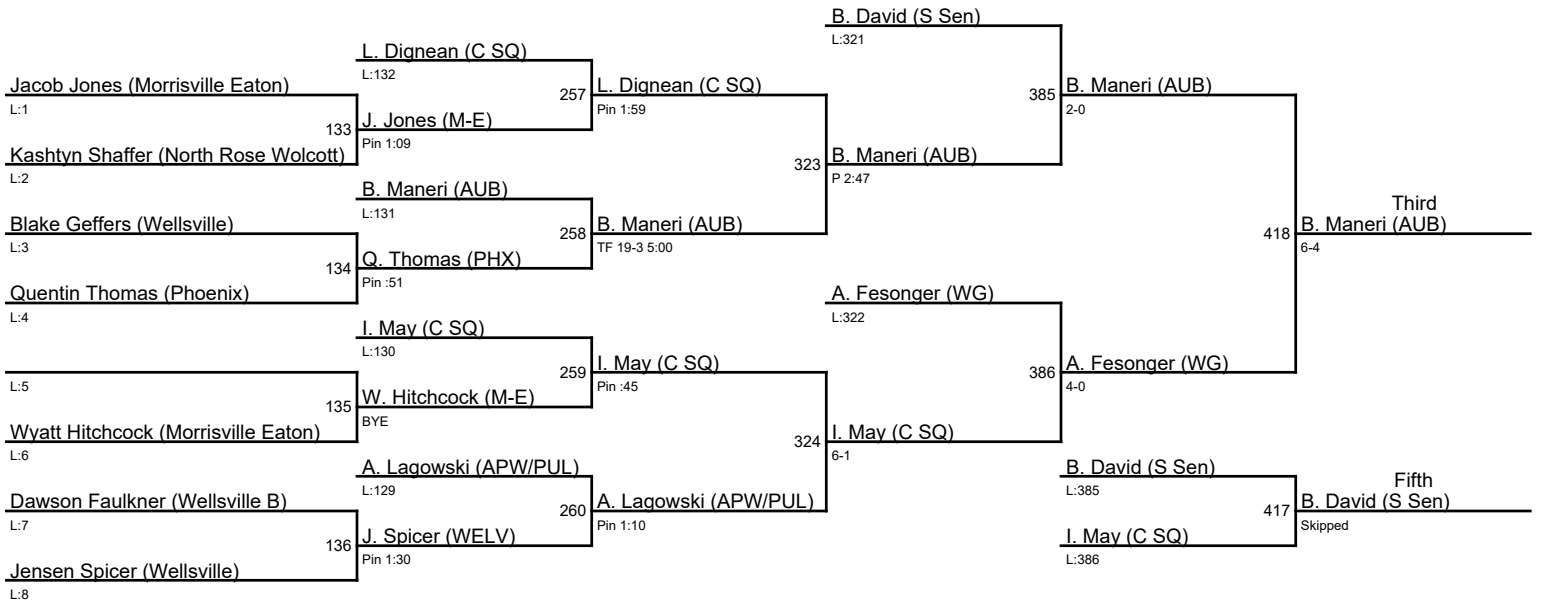 Jacob Jones (Morrisville Eaton)
L:1
Kashtyn Shaffer (North Rose Wolcott)
L:2
Blake Geffers (Wellsville)
L:3
Quentin Thomas (Phoenix)
L:4
L:5
Wyatt Hitchcock (Morrisville Eaton)
L:6
Dawson Faulkner (Wellsville B)
L:7
Jensen Spicer (Wellsville)
L:8
L. Dignean (C SQ)
L:132
133
J. Jones (M-E)
Pin 1:09
B. Maneri (AUB)
L:131
134
Q. Thomas (PHX)
Pin :51
I. May (C SQ)
L:130
135
W. Hitchcock (M-E)
BYE
A. Lagowski (APW/PUL)
L:129
136
J. Spicer (WELV)
Pin 1:30
257
L. Dignean (C SQ)
Pin 1:59
258
B. Maneri (AUB)
TF 19-3 5:00
259
I. May (C SQ)
Pin :45
260
A. Lagowski (APW/PUL)
Pin 1:10
B. David (S Sen)
L:321
323
B. Maneri (AUB)
P 2:47
A. Fesonger (WG)
L:322
324
I. May (C SQ)
6-1
385
B. Maneri (AUB)
2-0
386
A. Fesonger (WG)
4-0
B. David (S Sen)
L:385
I. May (C SQ)
L:386
Third
418
B. Maneri (AUB)
6-4
Fifth
417
B. David (S Sen)
Skipped